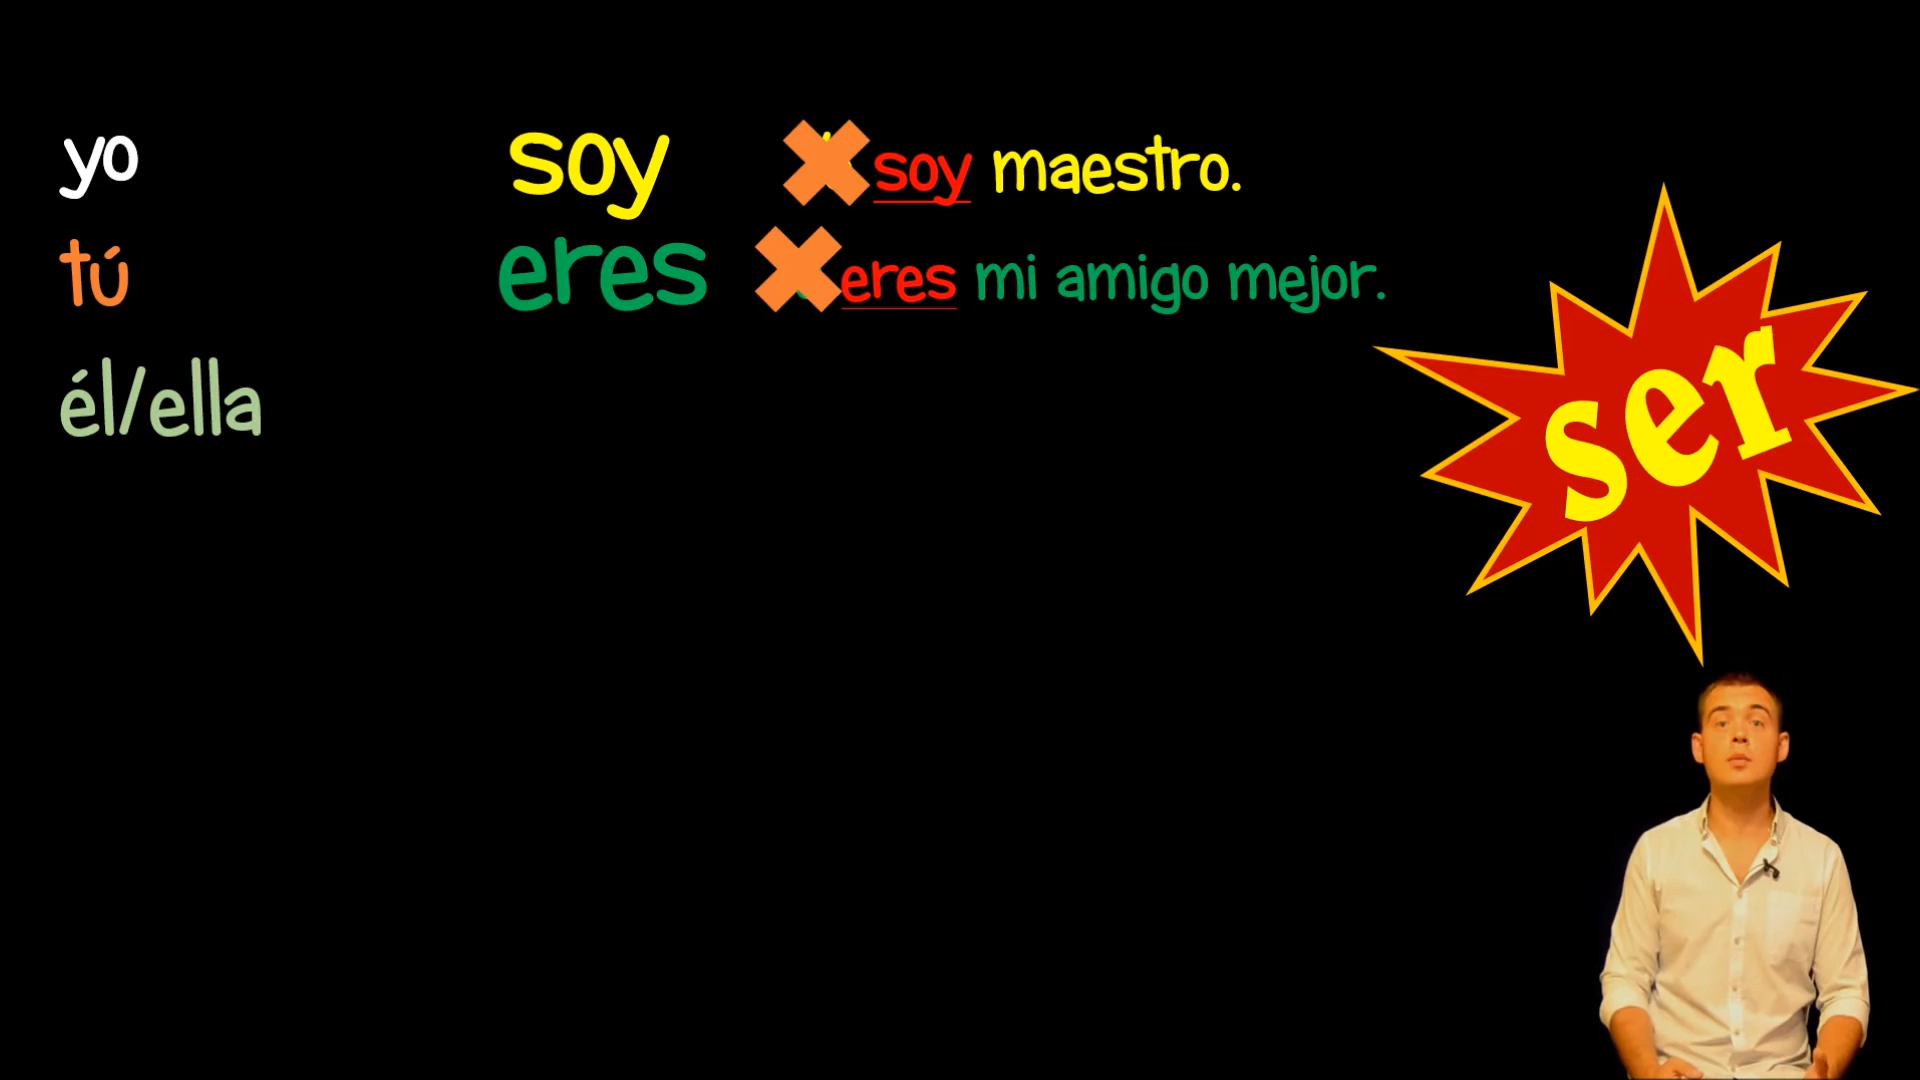 yo soy soy maestro.
tú eres eres mi amigo mejor.
él/ella
ser